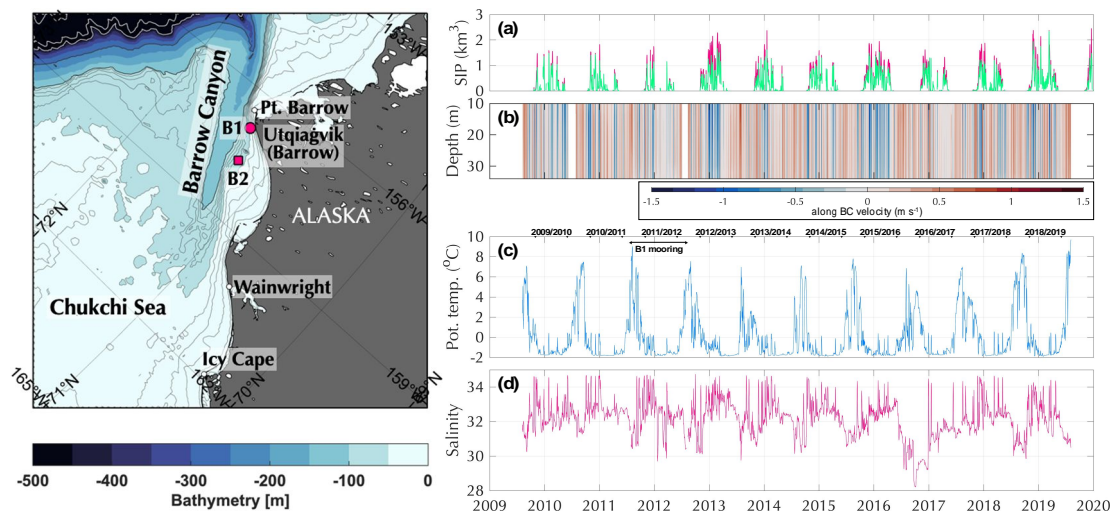 153°W
Pt. Barrow
B1
Utqiaġvik
(Barrow)
Barrow Canyon
B2
156°W
72°N
ALASKA
Wainwright
Chukchi Sea
Icy Cape
165°W
71°N
70°N
-500 -400 -300 -200 -100 0
Bathymetry [m]
(a)
SIP (km3)
3
2
1
0
(b)
Depth (m)
10
20
30
-1.5 -1 -0.5 0 0.5 1 1.5
along BC velocity (m s-1)
2009/2010 2010/2011 2011/2012 2012/2013 2013/2014 2014/2015 2015/2016 2016/2017 2017/2018 2018/2019
B1 mooring
(c)
Pot. temp. (oC)
10
8
6
4
2
0
-2
(d)
Salinity
34
32
30
28
2009 2010 2011 2012 2013 2014 2015 2016 2017 2018 2019 2020